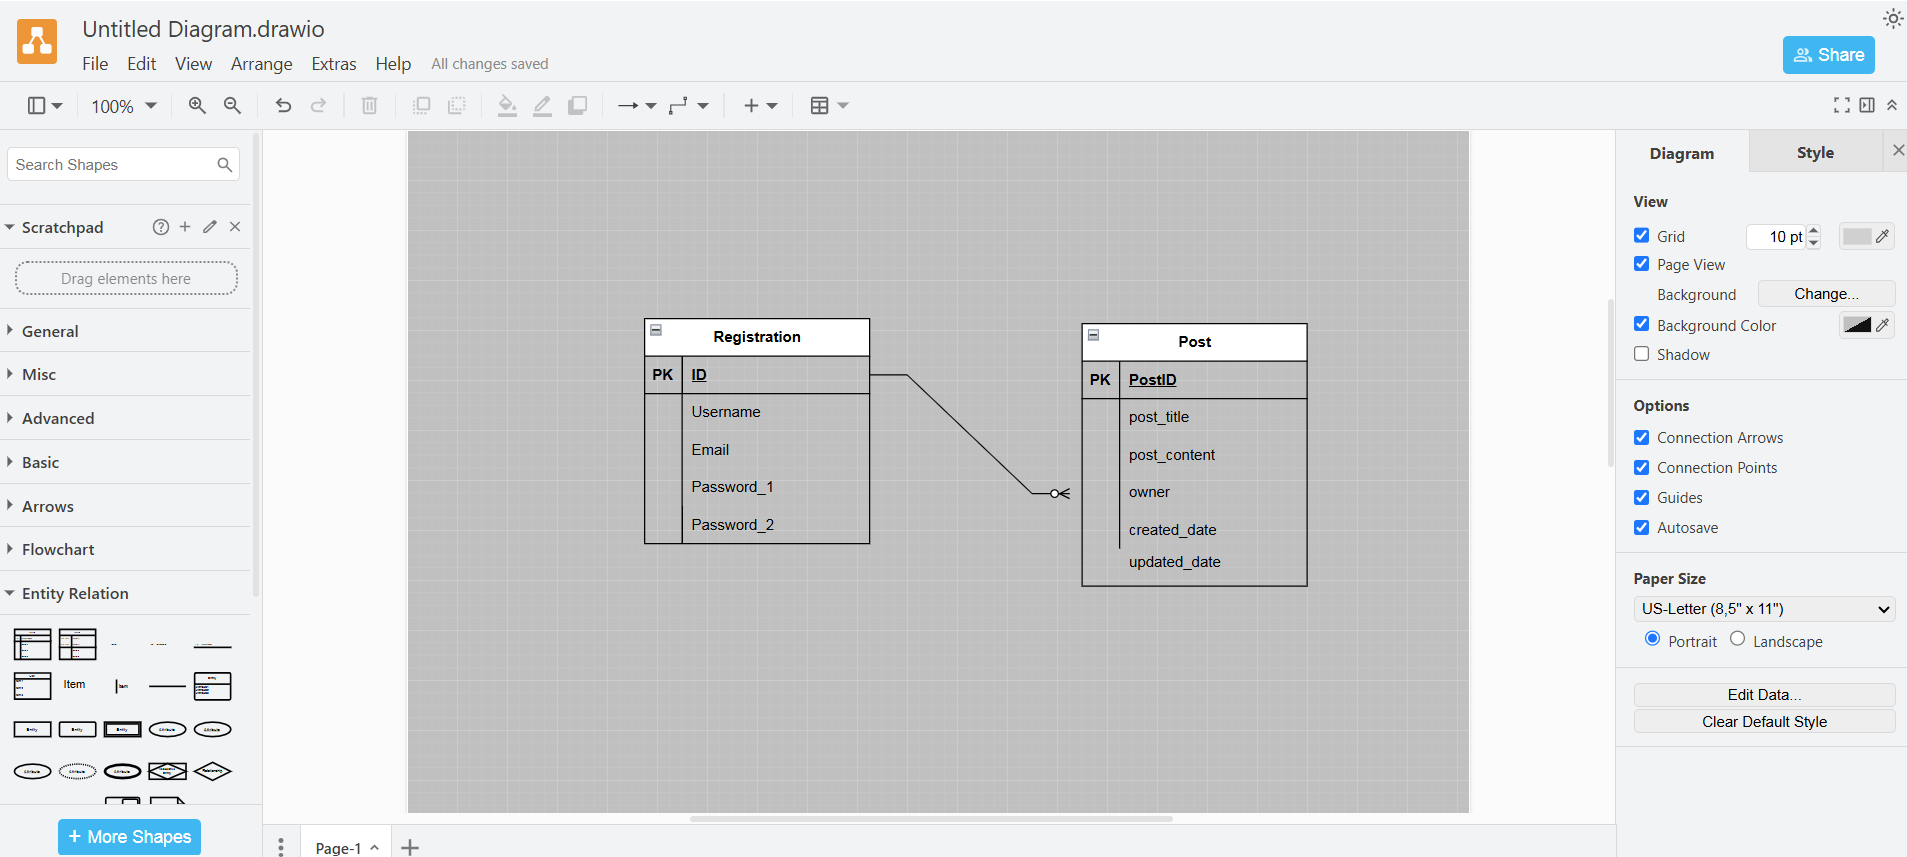 Untitled Diagram.drawio
File Edit View Arrange Extras Help All changes saved
Share
100%
Search Shapes
Scratchpad
Drag elements here
General
Misc
Advanced
Basic
Arrows
Flowchart
Entity Relation
Item
+ More Shapes
Registration
PK ID
Username
Email
Password_1
Password_2
Post
PK PostID
post_title
post_content
owner
created_date
updated_date
Page-1
Diagram Style
View
Grid 10 pt
Page View
Background Change...
Background Color
Shadow
Options
Connection Arrows
Connection Points
Guides
Autosave
Paper Size
US-Letter (8,5" x 11")
Portrait Landscape
Edit Data...
Clear Default Style